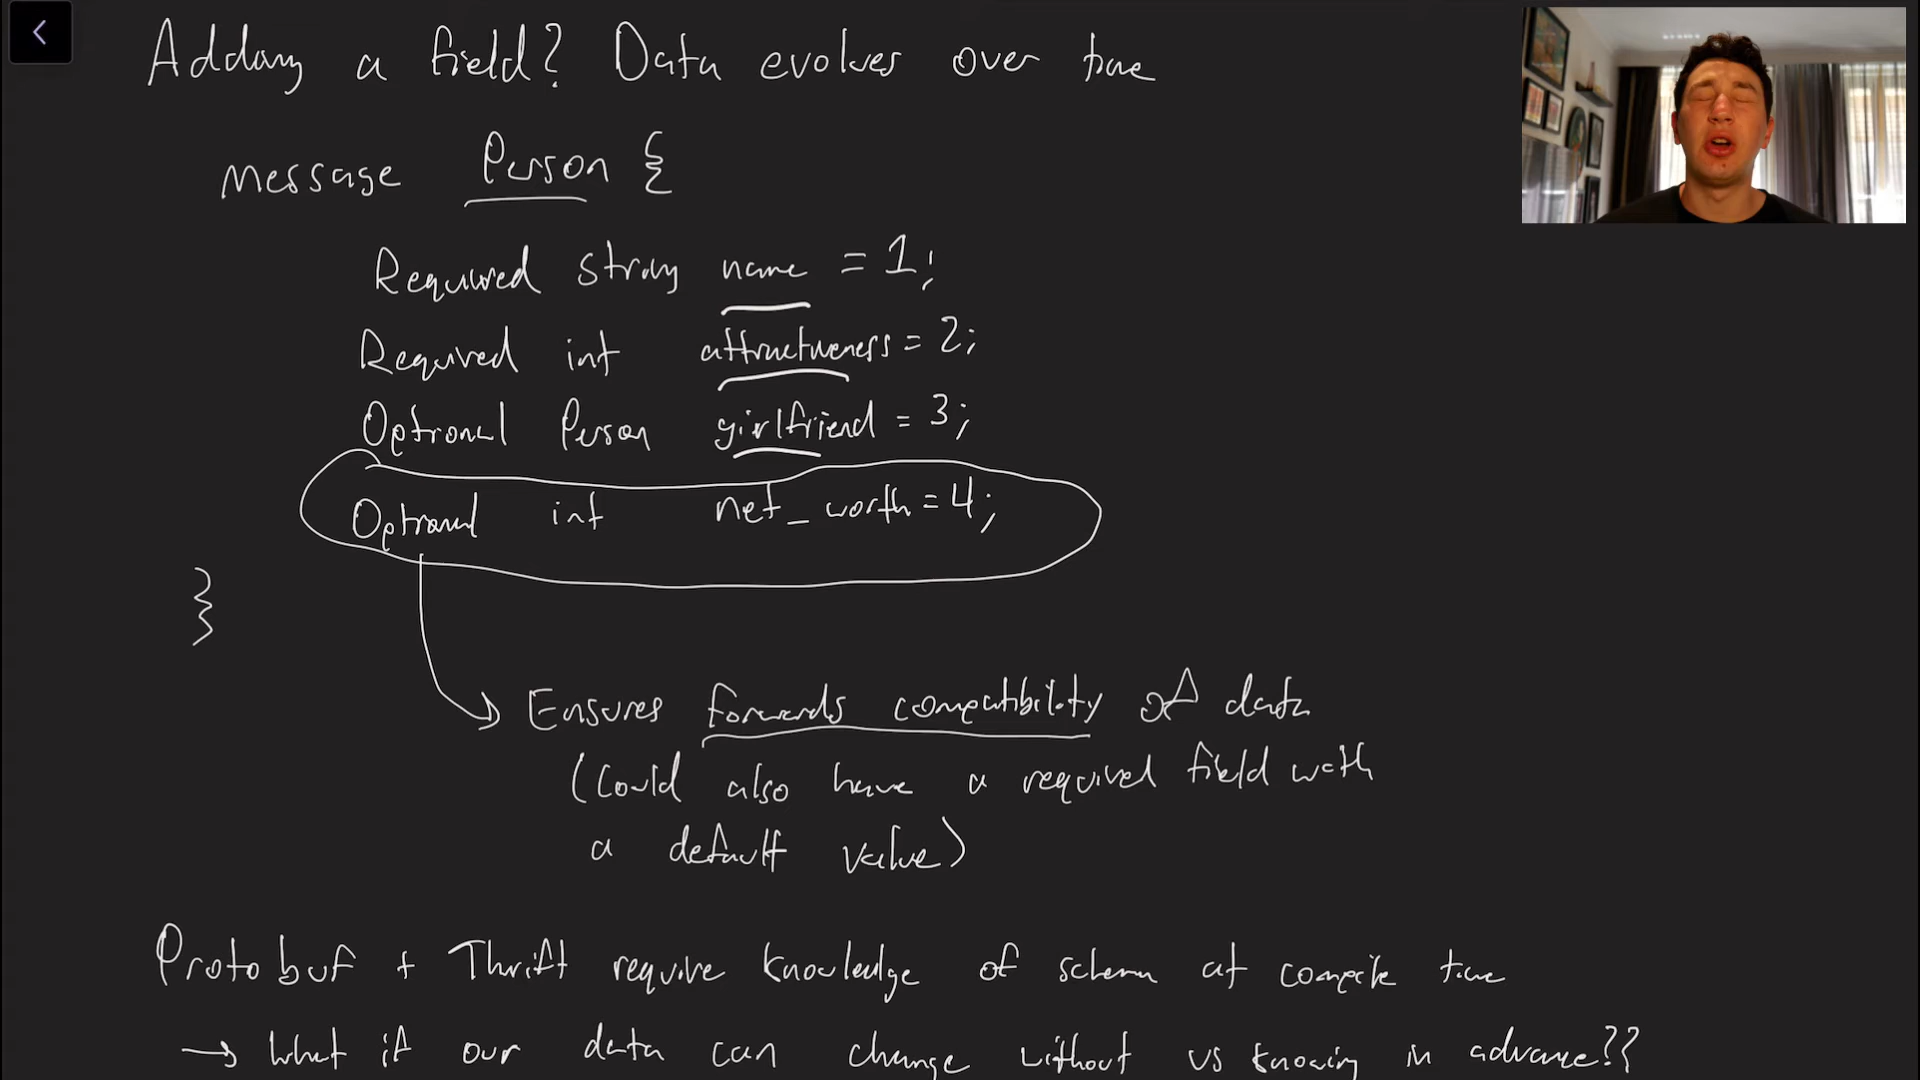 Adding a field? Data evolves over time
message Person {
Required string name = 1;
Required int attractiveness = 2;
Optional Person girlfriend = 3;
Optional int net_worth = 4;
}
→ Ensures forwards compatibility of data
(Could also have a required field with
a default value)
Protobuf + Thrift require knowledge of schema at compile time
→ What if our data can change without us knowing in advance??